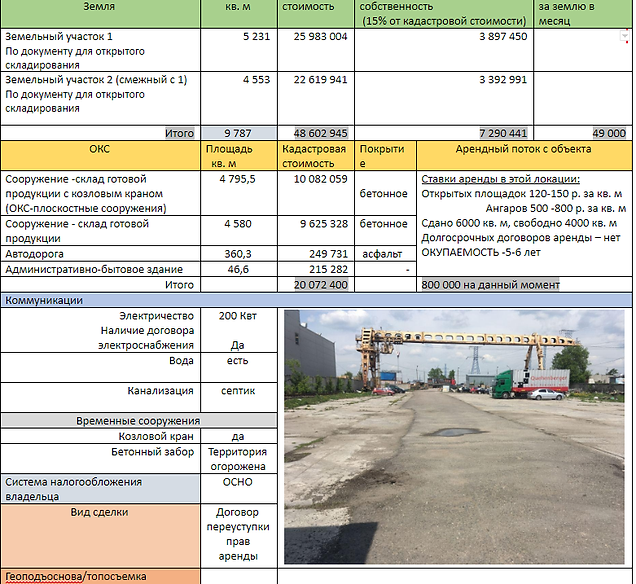 Земля кв. м стоимость собственность за землю в
(15% от кадастровой стоимости) месяц
Земельный участок 1 5 231 25 983 004 3 897 450
По документу для открытого
складирования
Земельный участок 2 (смежный с 1) 4 553 22 619 941 3 392 991
По документу для открытого
складирования
Итого 9 787 48 602 945 7 290 441 49 000
ОКС Площадь Кадастровая Покрыти Арендный поток с объекта
кв. м стоимость е
Сооружение -склад готовой 4 795,5 10 082 059
продукции с козловым краном бетонное
(ОКС-плоскостные сооружения)
Сооружение - склад готовой 4 580 9 625 328 бетонное
продукции
Автодорога 360,3 249 731 асфальт
Административно-бытовое здание 46,6 215 282 -
Итого 20 072 400
Ставки аренды в этой локации:
Открытых площадок 120-150 р. за кв. м
Ангаров 500 -800 р. за кв. м
Сдано 6000 кв. м, свободно 4000 кв. м
Долгосрочных договоров аренды – нет
ОКУПАЕМОСТЬ -5-6 лет
800 000 на данный момент
Коммуникации
Электричество 200 Квт
Наличие договора
электроснабжения Да
Вода есть
Канализация септик
Временные сооружения
Козловой кран да
Бетонный забор Территория
огорожена
Система налогообложения ОСНО
владельца
Вид сделки Договор
переуступки
прав
аренды
Геоподъоснова/топосъемка